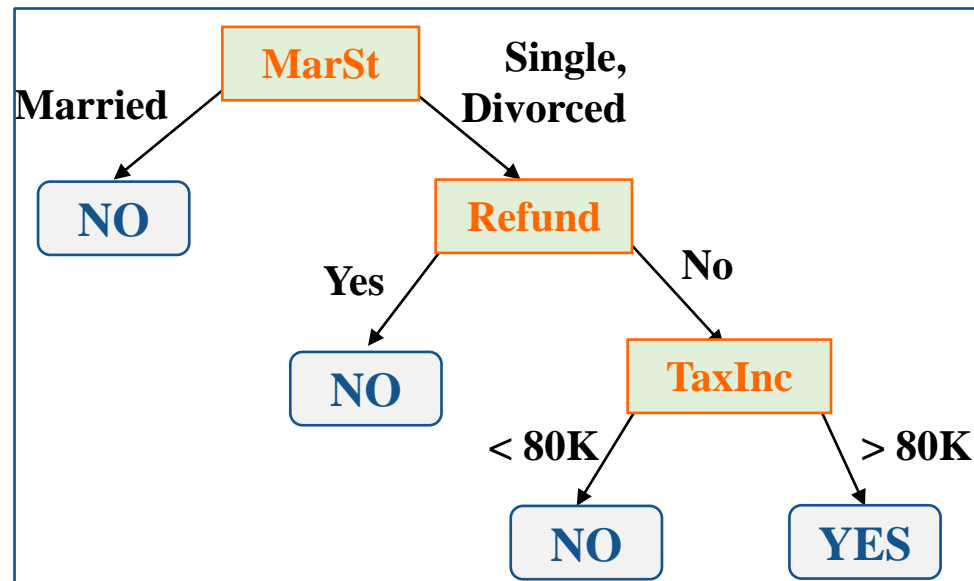 MarSt
Single,
Divorced
Married
NO
Refund
Yes
No
NO
TaxInc
< 80K
> 80K
NO
YES